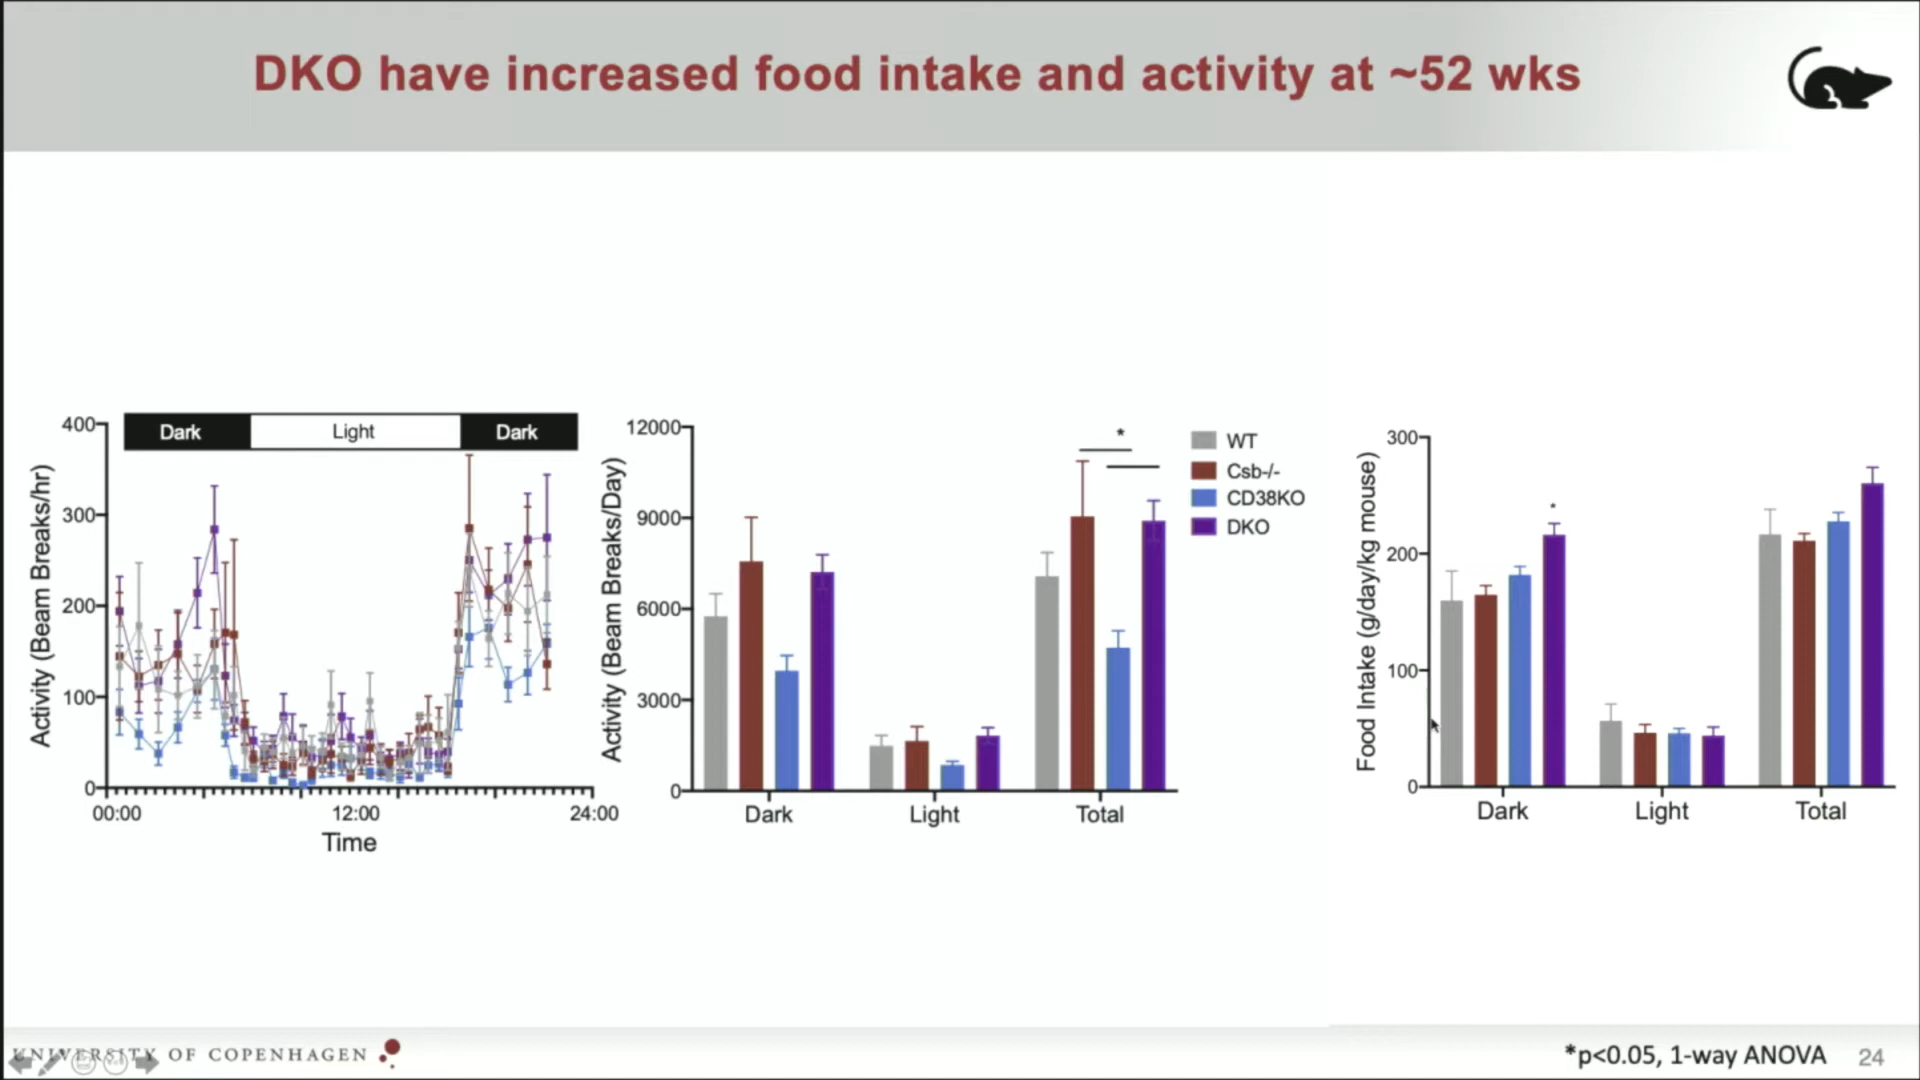 DKO have increased food intake and activity at ~52 wks
Dark
Light
Dark
400
300
200
100
0
Activity (Beam Breaks/hr)
00:00
12:00
24:00
Time
12000
9000
6000
3000
0
Activity (Beam Breaks/Day)
*
Dark
Light
Total
WT
Csb-/-
CD38KO
DKO
300
200
100
0
Food Intake (g/day/kg mouse)
*
Dark
Light
Total
UNIVERSITY OF COPENHAGEN
*p<0.05, 1-way ANOVA
24